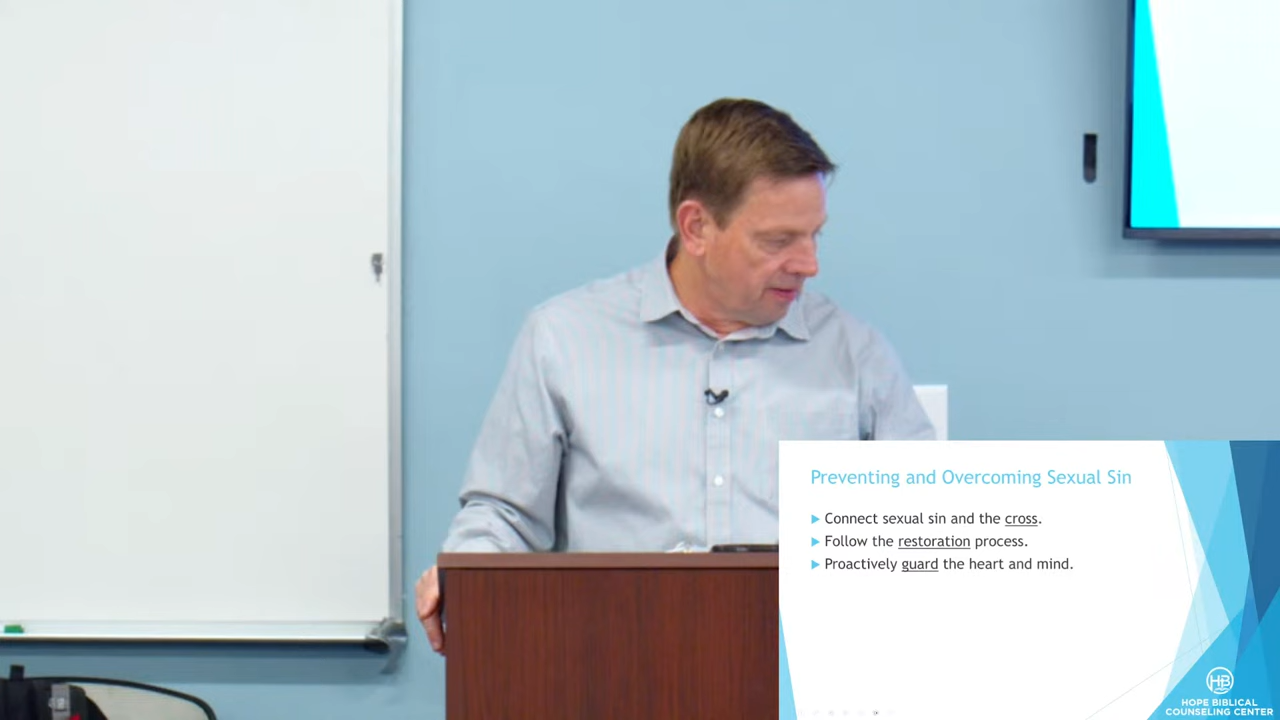 Preventing and Overcoming Sexual Sin
Connect sexual sin and the cross.
Follow the restoration process.
Proactively guard the heart and mind.
HB
HOPE BIBLICAL
COUNSELING CENTER